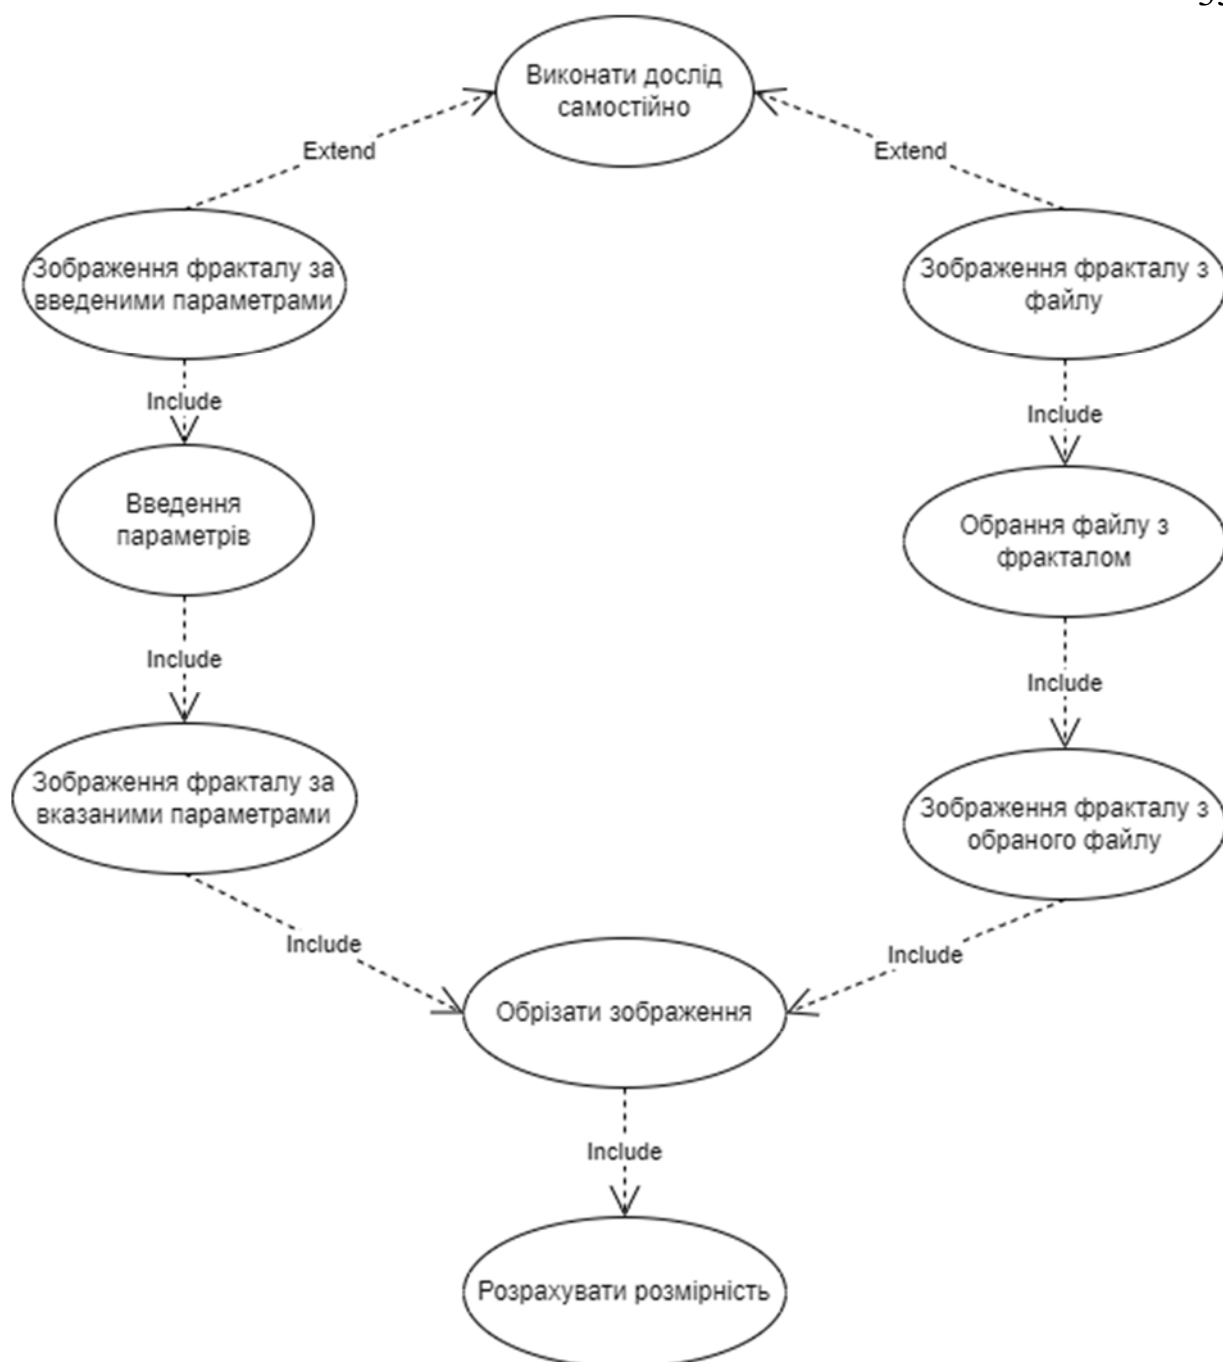 Виконати дослід
самостійно
Extend
Extend
Зображення фракталу за
введеними параметрами
Зображення фракталу з
файлу
Include
Include
Введення
параметрів
Обрання файлу з
фракталом
Include
Include
Зображення фракталу за
вказаними параметрами
Зображення фракталу з
обраного файлу
Include
Include
Обрізати зображення
Include
Розрахувати розмірність